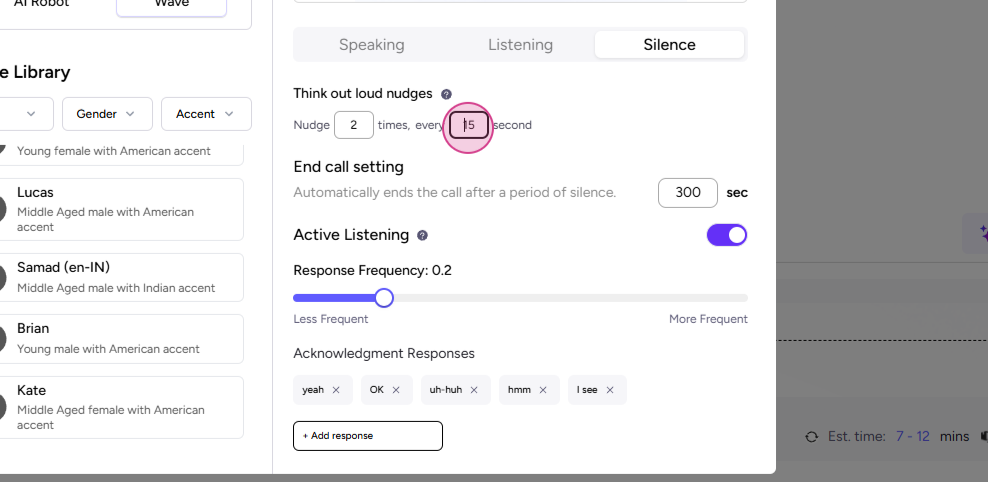 AI Robot
Wave
e Library
Gender
Accent
Young female with American accent
Lucas
Middle Aged male with American
accent
Samad (en-IN)
Middle Aged male with Indian accent
Brian
Young male with American accent
Kate
Middle Aged female with American
accent
Speaking Listening Silence
Think out loud nudges ?
Nudge 2 times, every 15 second
End call setting
Automatically ends the call after a period of silence. 300 sec
Active Listening ?
Response Frequency: 0.2
Less Frequent More Frequent
Acknowledgment Responses
yeah × OK × uh-huh × hmm × I see ×
+ Add response
Est. time: 7 - 12 mins